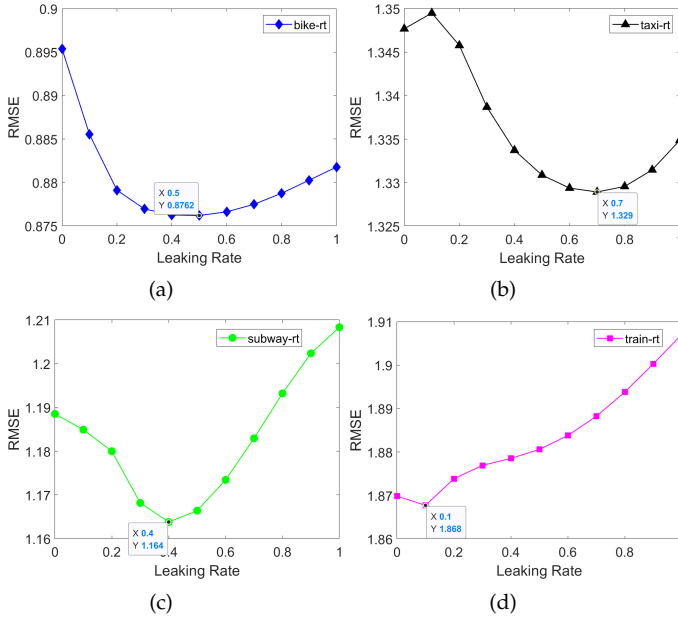 0.9
0.895
0.89
0.885
0.88
0.875
RMSE
bike-rt
X 0.5
Y 0.8762
0 0.2 0.4 0.6 0.8 1
Leaking Rate
(a)
1.35
1.345
1.34
1.335
1.33
1.325
RMSE
taxi-rt
X 0.7
Y 1.329
0 0.2 0.4 0.6 0.8
Leaking Rate
(b)
1.21
1.2
1.19
1.18
1.17
1.16
RMSE
subway-rt
X 0.4
Y 1.164
0 0.2 0.4 0.6 0.8 1
Leaking Rate
(c)
1.91
1.9
1.89
1.88
1.87
1.86
RMSE
train-rt
X 0.1
Y 1.868
0 0.2 0.4 0.6 0.8
Leaking Rate
(d)